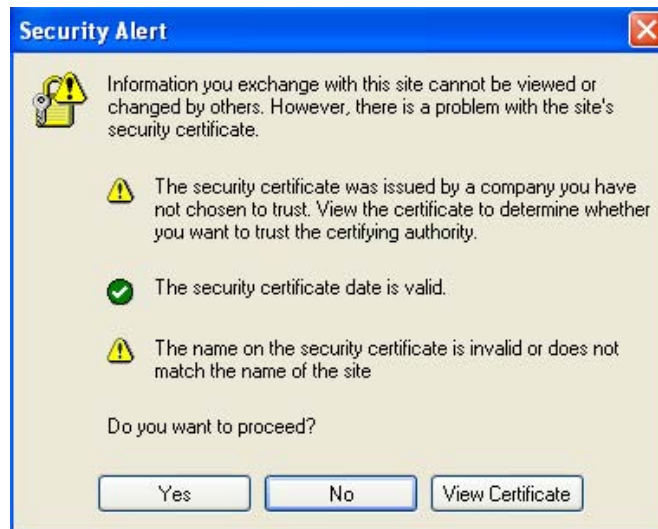 Security Alert
Information you exchange with this site cannot be viewed or
changed by others. However, there is a problem with the site's
security certificate.
The security certificate was issued by a company you have
not chosen to trust. View the certificate to determine whether
you want to trust the certifying authority.
The security certificate date is valid.
The name on the security certificate is invalid or does not
match the name of the site
Do you want to proceed?
Yes No View Certificate